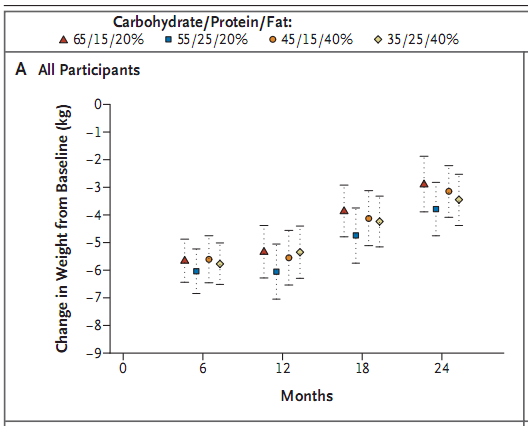 Carbohydrate/Protein/Fat:
65/15/20% 55/25/20% 45/15/40% 35/25/40%
A All Participants
Change in Weight from Baseline (kg)
0
-1
-2
-3
-4
-5
-6
-7
-8
-9
0 6 12 18 24
Months